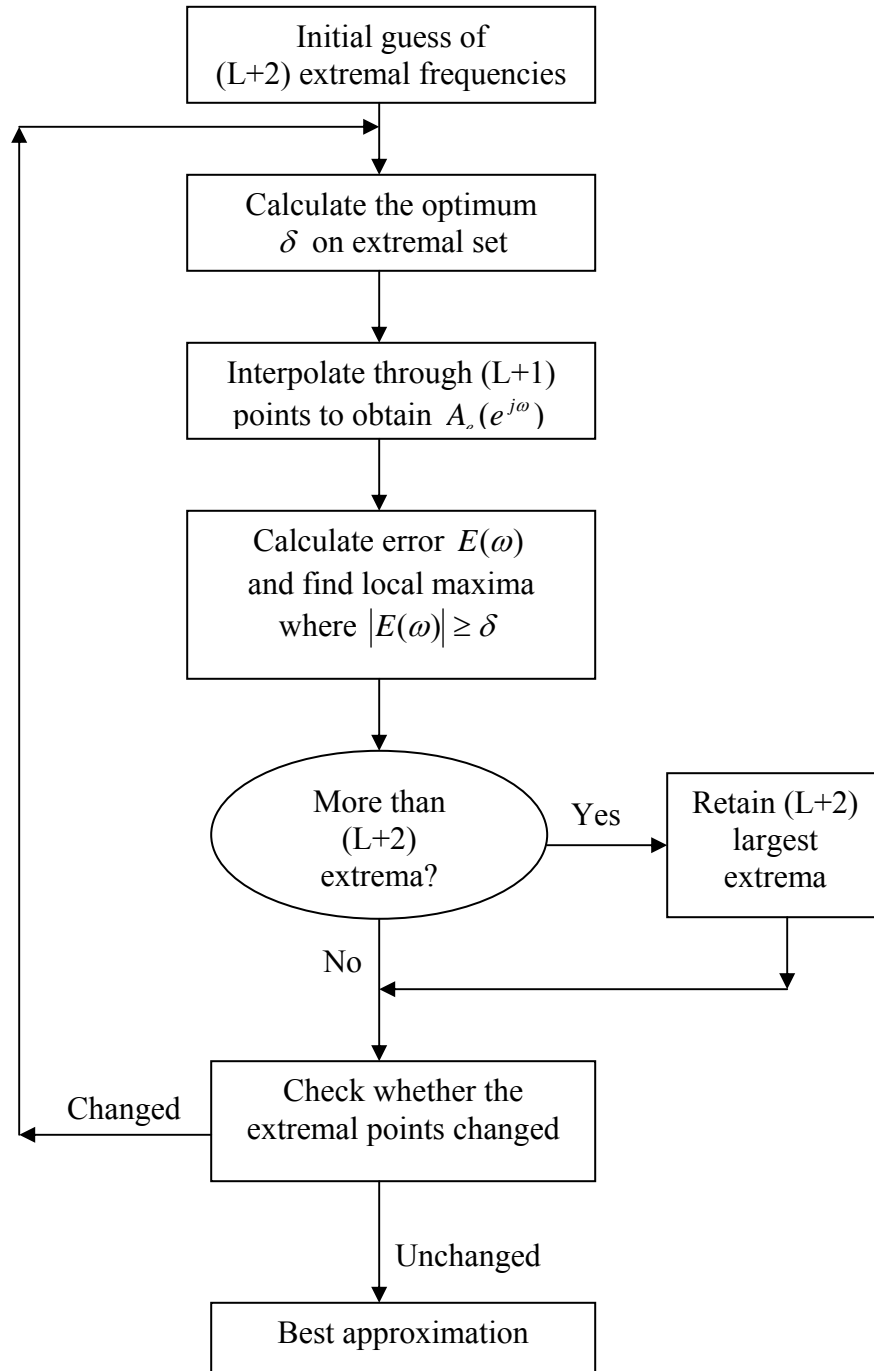 Initial guess of
(L+2) extremal frequencies
Calculate the optimum
δ on extremal set
Interpolate through (L+1)
points to obtain A_e(e^{jω})
Calculate error E(ω)
and find local maxima
where |E(ω)| ≥ δ
More than
(L+2)
extrema?
Yes
Retain (L+2)
largest
extrema
No
Check whether the
extremal points changed
Changed
Unchanged
Best approximation